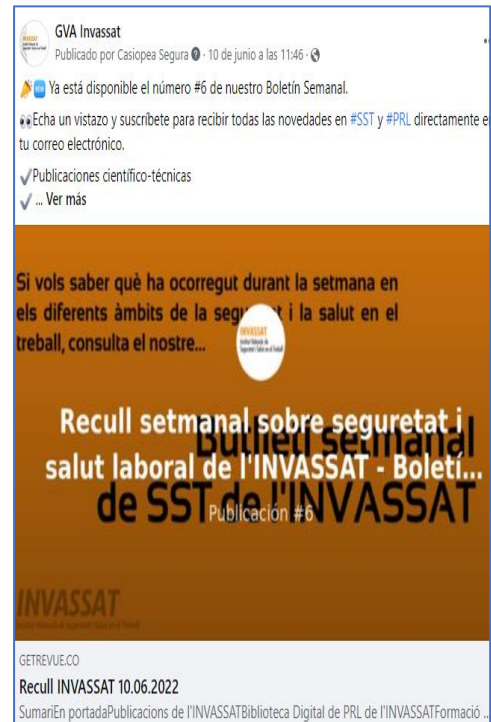 GVA Invassat
Publicado por Casiopea Segura · 10 de junio a las 11:46 ·
Ya está disponible el número #6 de nuestro Boletín Semanal.
Echa un vistazo y suscríbete para recibir todas las novedades en #SST y #PRL directamente e
tu correo electrónico.
Publicaciones científico-técnicas
... Ver más
Si vols saber què ha ocorregut durant la setmana en
els diferents àmbits de la segu t i la salut en el
treball, consulta el nostre...
INVASSAT
Recull setmanal sobre seguretat i
salut laboral de l'INVASSAT - Boletí...
Butlletí setmanal
de SST de l'INVASSAT
Publicación #6
INVASSAT
GETREVUE.CO
Recull INVASSAT 10.06.2022
SumariEn portadaPublicacions de l'INVASSATBiblioteca Digital de PRL de l'INVASSATFormació ...